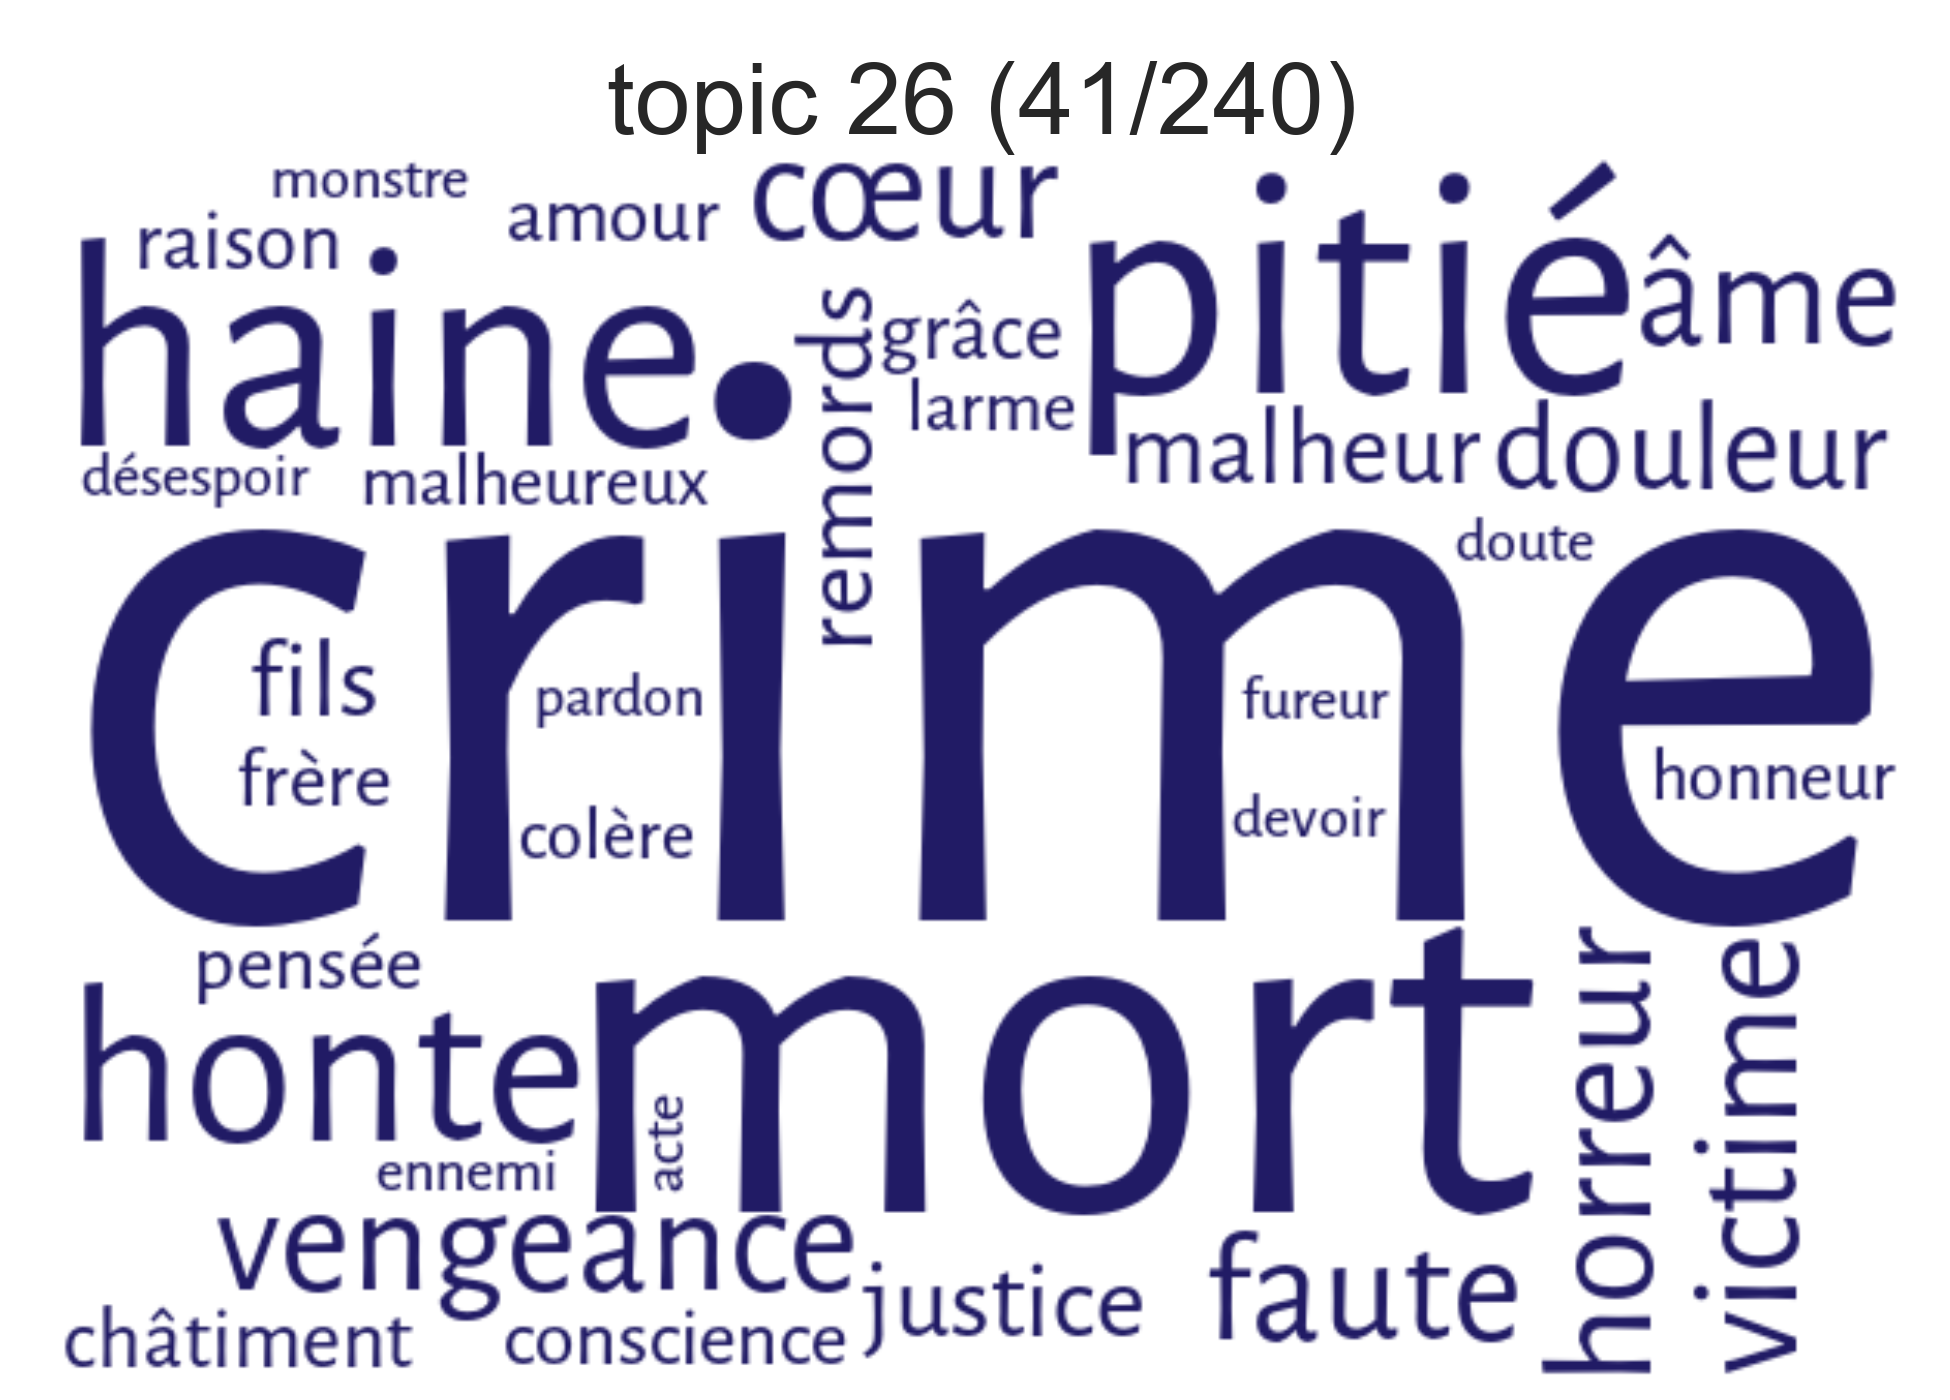 topic 26 (41/240)
monstre
amour
cœur
pitié
raison
haine
âme
remords
grâce
larme
malheur
douleur
désespoir
malheureux
crime
doute
fils
pardon
fureur
frère
colère
devoir
honneur
pensée
honte
mort
horreur
victime
acte
ennemi
vengeance
justice
faute
châtiment
conscience